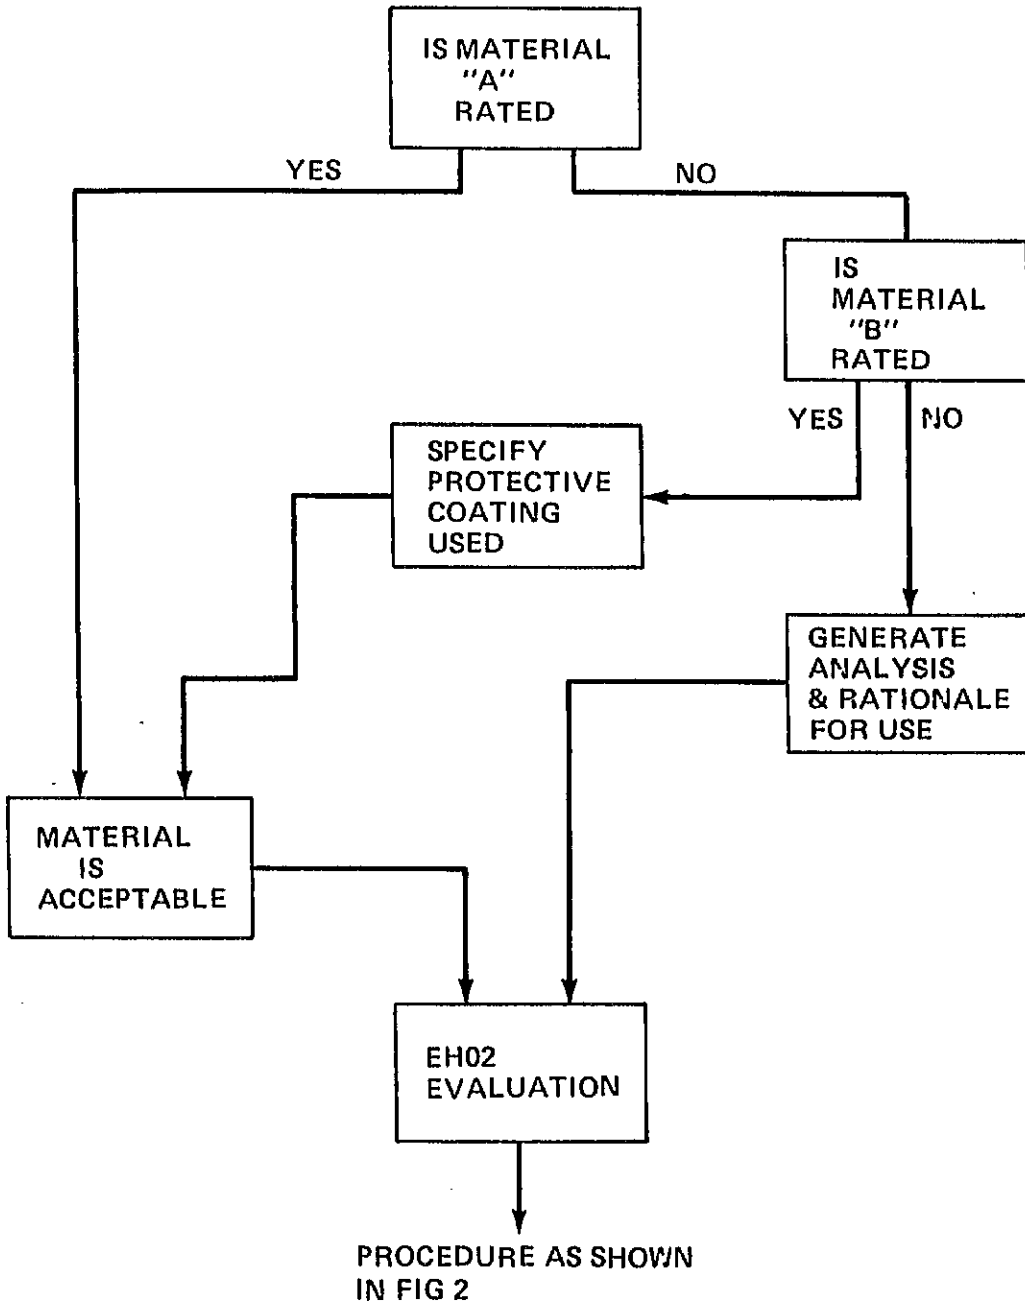 IS MATERIAL
"A"
RATED
YES
NO
IS
MATERIAL
"B"
RATED
YES
NO
SPECIFY
PROTECTIVE
COATING
USED
GENERATE
ANALYSIS
& RATIONALE
FOR USE
MATERIAL
IS
ACCEPTABLE
EH02
EVALUATION
PROCEDURE AS SHOWN
IN FIG 2